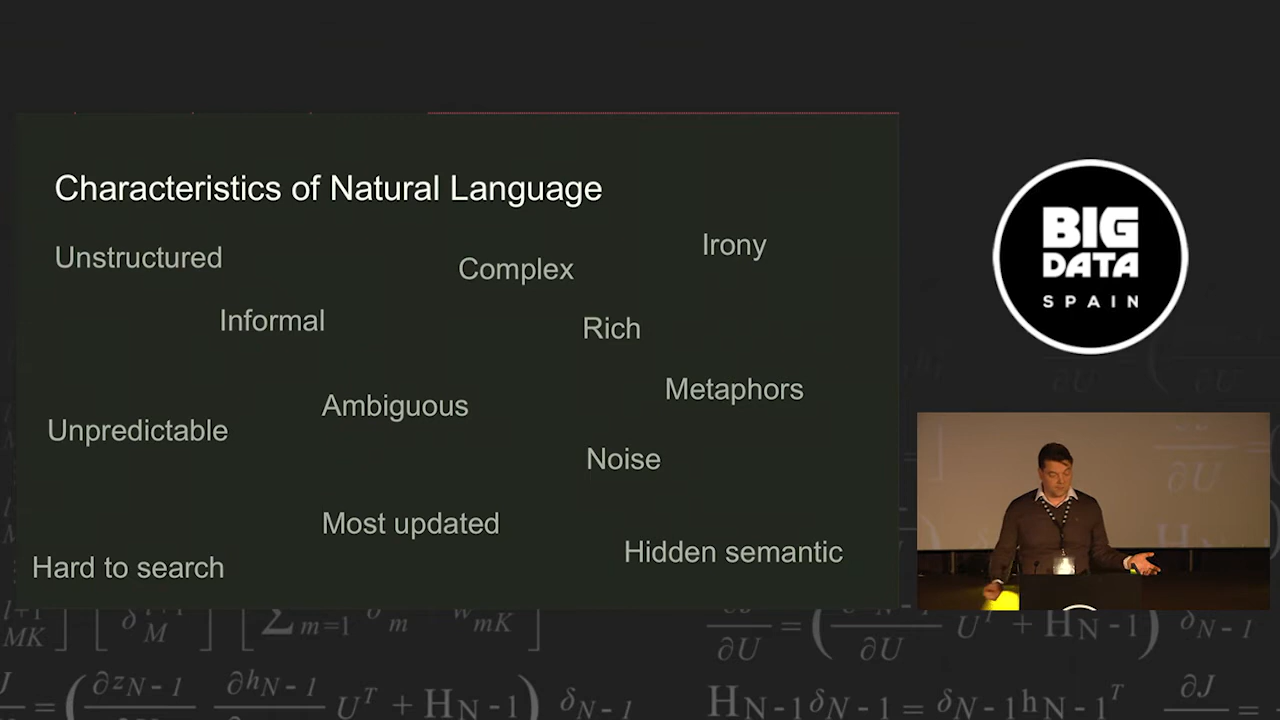 Characteristics of Natural Language
Unstructured
Complex
Irony
Informal
Rich
Ambiguous
Metaphors
Unpredictable
Noise
Most updated
Hidden semantic
Hard to search
BIG
DATA
SPAIN